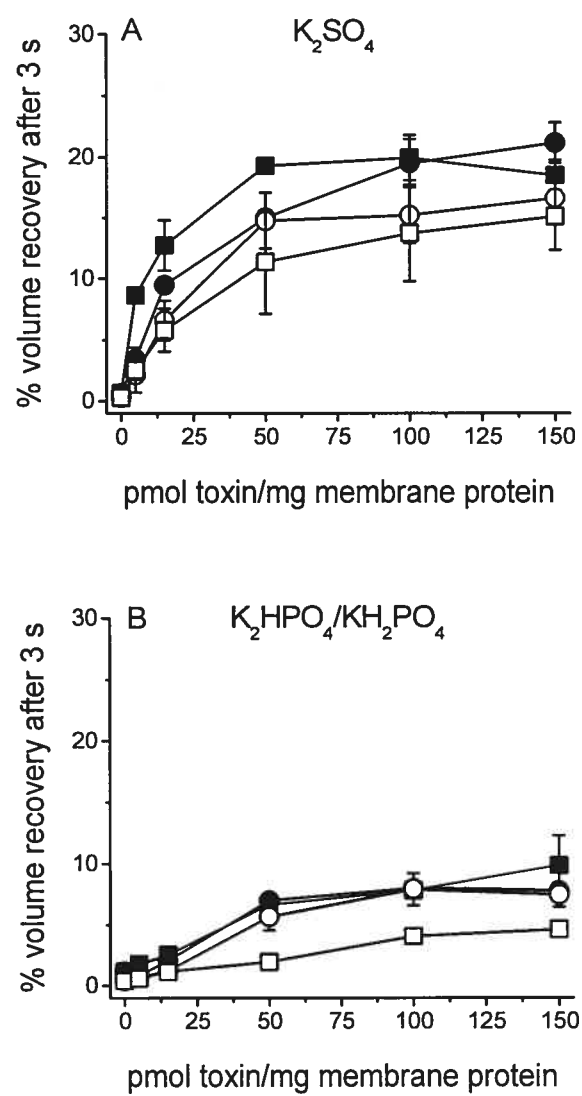 A K₂SO₄
30
20
10
0
% volume recovery after 3 s
0 25 50 75 100 125 150
pmol toxin/mg membrane protein
B K₂HPO₄/KH₂PO₄
30
20
10
0
% volume recovery after 3 s
0 25 50 75 100 125 150
pmol toxin/mg membrane protein